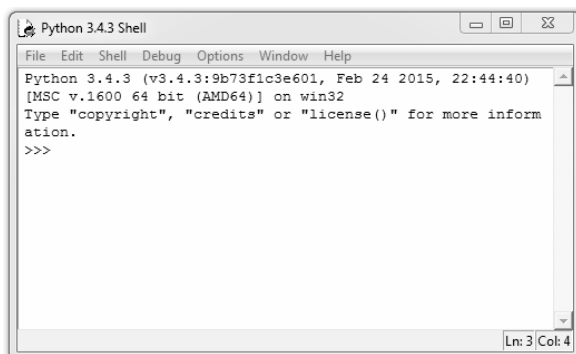 Python 3.4.3 Shell
File Edit Shell Debug Options Window Help
Python 3.4.3 (v3.4.3:9b73f1c3e601, Feb 24 2015, 22:44:40)
[MSC v.1600 64 bit (AMD64)] on win32
Type "copyright", "credits" or "license()" for more inform
ation.
>>>
Ln: 3 Col: 4